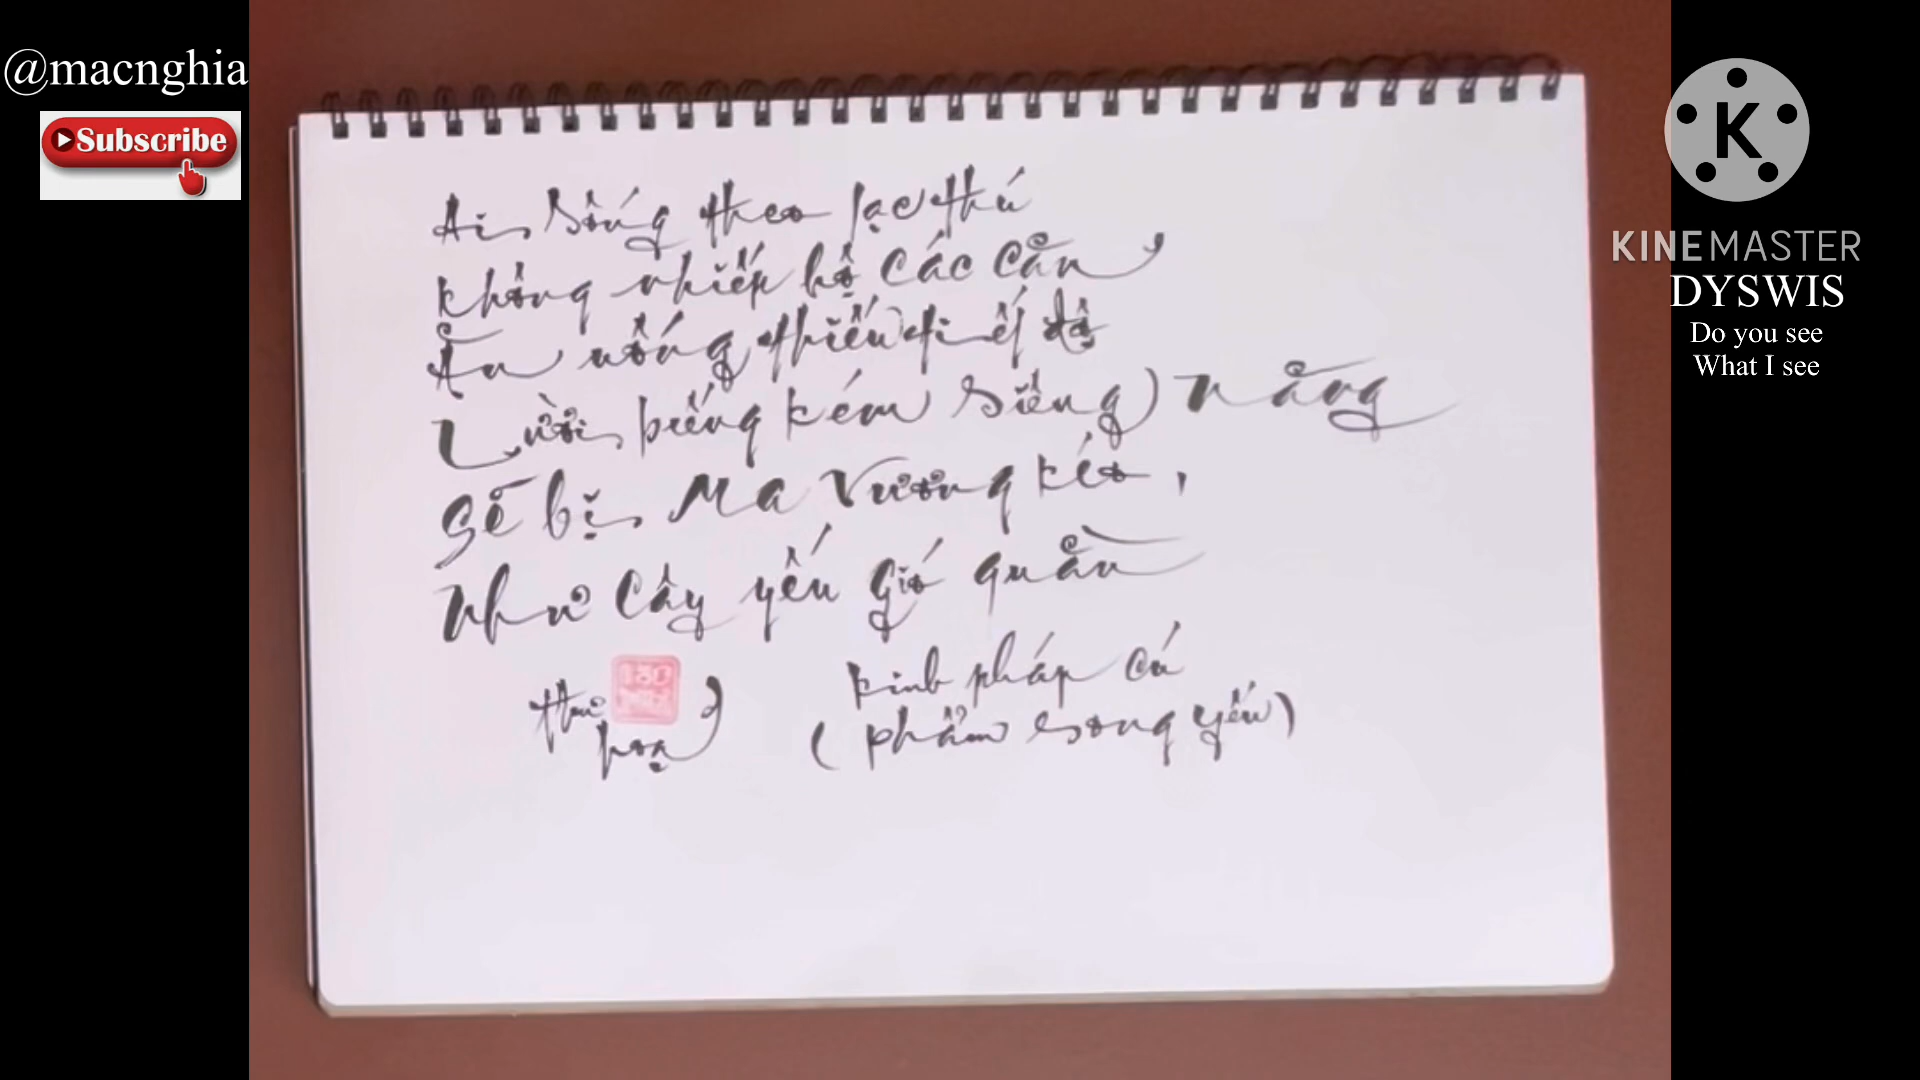 @macnghia
Subscribe
Ai sống theo lạc thú
không nhiếp hộ các căn
Ăn uống thiếu tiết độ
Lười biếng kém siêng năng
Sẽ bị Ma Vương kéo,
Như cây yếu gió quằn
thư
họa
kinh pháp cú
(phẩm song yếu)
K
KINEMASTER
DYSWIS
Do you see
What I see